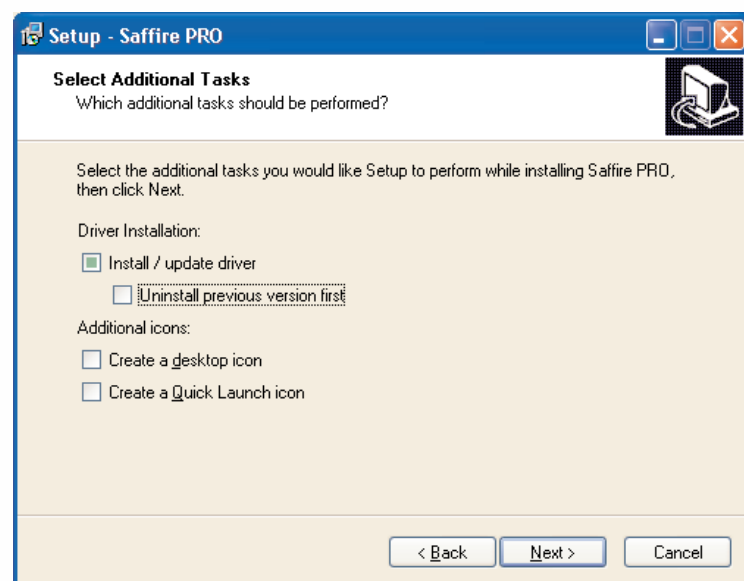 Setup - Saffire PRO
Select Additional Tasks
Which additional tasks should be performed?
Select the additional tasks you would like Setup to perform while installing Saffire PRO,
then click Next.
Driver Installation:
Install / update driver
Uninstall previous version first
Additional icons:
Create a desktop icon
Create a Quick Launch icon
< Back Next > Cancel